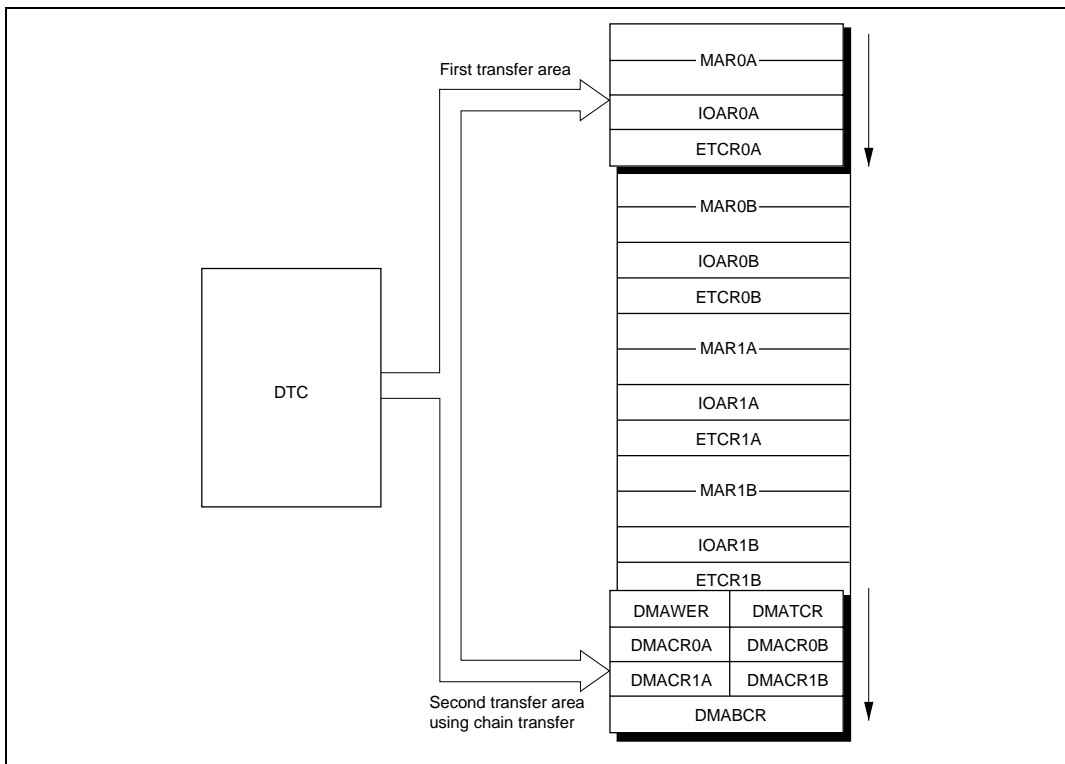 First transfer area
MAR0A
IOAR0A
ETCR0A
MAR0B
IOAR0B
ETCR0B
MAR1A
DTC
IOAR1A
ETCR1A
MAR1B
IOAR1B
ETCR1B
DMAWER DMATCR
DMACR0A DMACR0B
DMACR1A DMACR1B
Second transfer area
using chain transfer
DMABCR